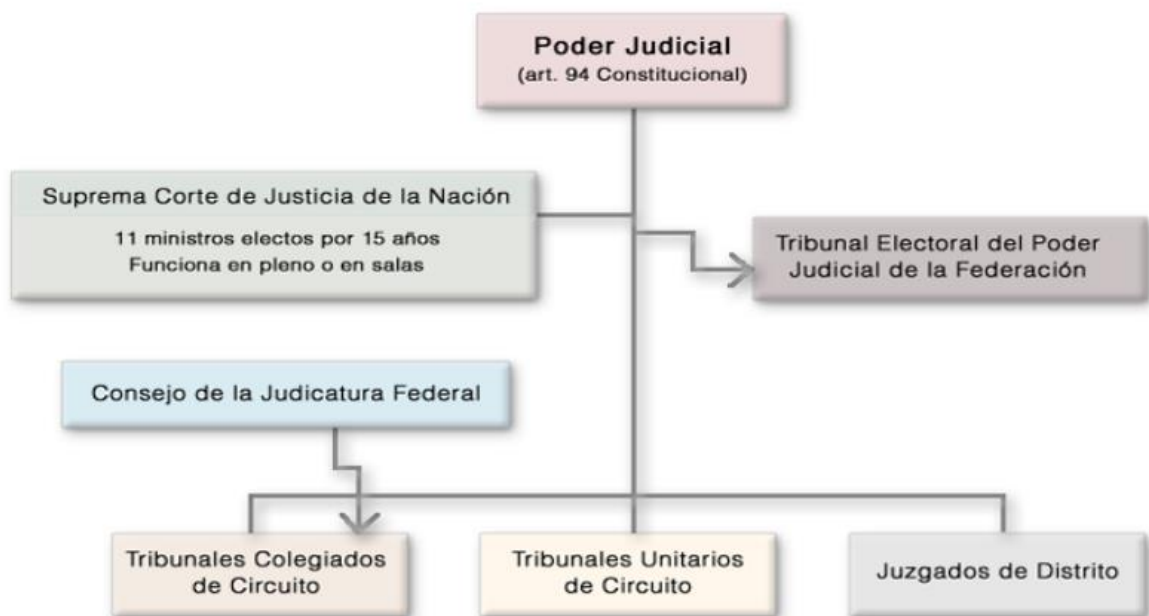 Poder Judicial
(art. 94 Constitucional)
Suprema Corte de Justicia de la Nación
11 ministros electos por 15 años
Funciona en pleno o en salas
Tribunal Electoral del Poder
Judicial de la Federación
Consejo de la Judicatura Federal
Tribunales Colegiados
de Circuito
Tribunales Unitarios
de Circuito
Juzgados de Distrito